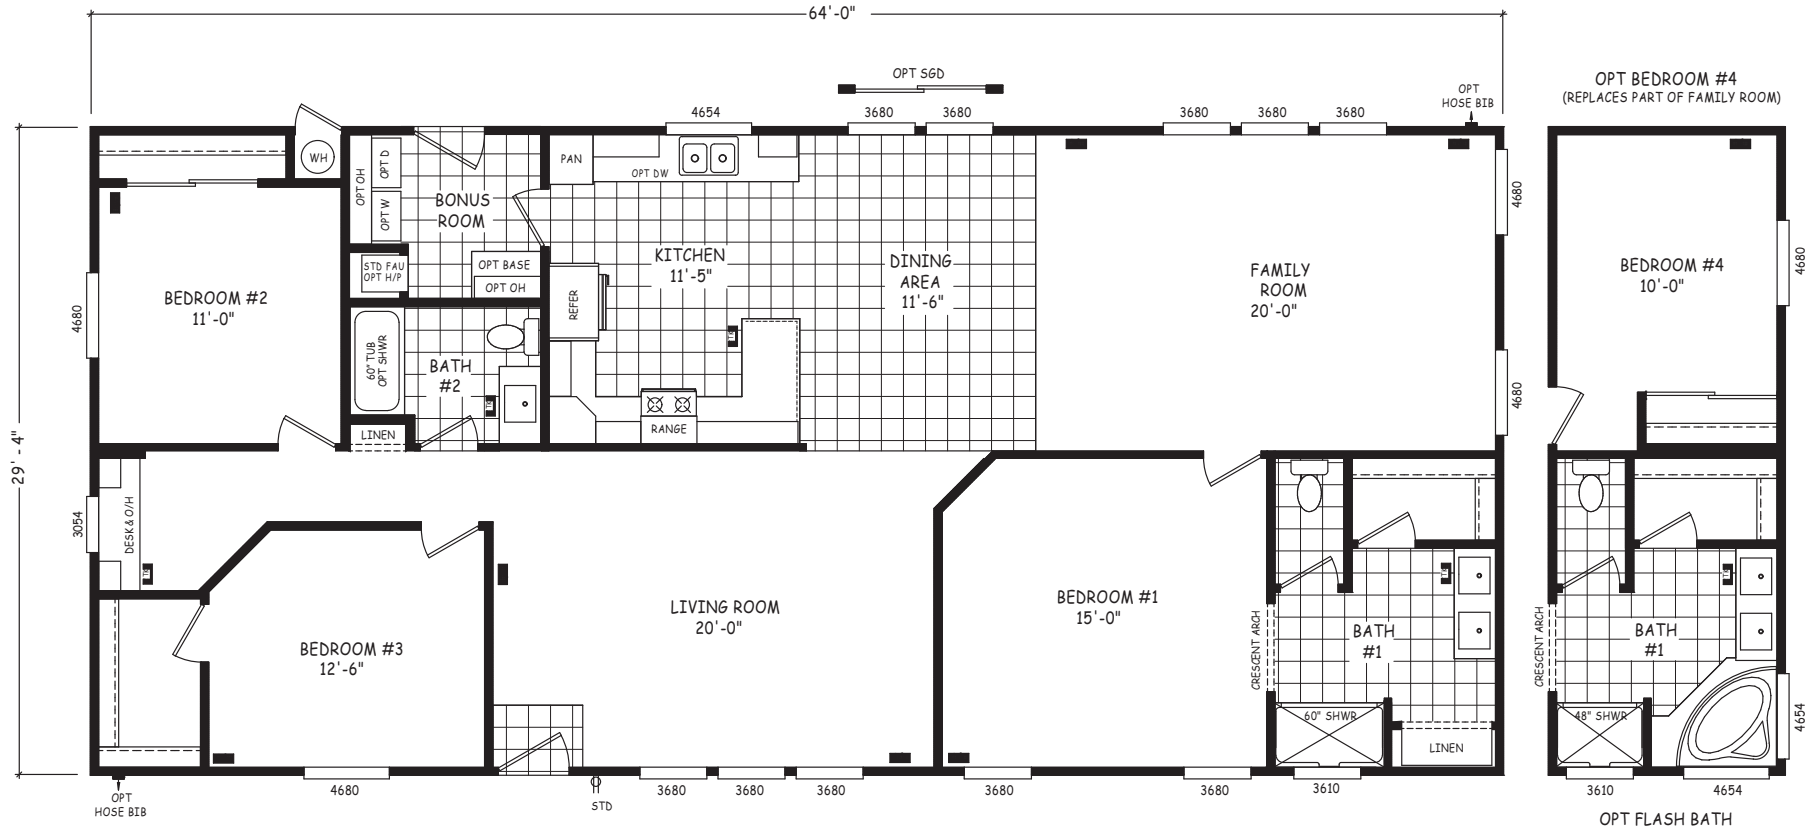 64'-0"
OPT SGD
OPT
HOSE BIB
4654
3680
3680
3680
3680
3680
OPT BEDROOM #4
(REPLACES PART OF FAMILY ROOM)
29' - 4"
WH
OPT OH
OPT D
OPT W
BONUS
ROOM
STD FAU
OPT H/P
OPT BASE
OPT OH
PAN
OPT DW
KITCHEN
11'-5"
REFER
RANGE
DINING
AREA
11'-6"
FAMILY
ROOM
20'-0"
4680
4680
BEDROOM #4
10'-0"
4680
4680
BEDROOM #2
11'-0"
60" TUB
OPT SHWR
BATH
#2
LINEN
3054
DESK & O/H
BEDROOM #3
12'-6"
LIVING ROOM
20'-0"
BEDROOM #1
15'-0"
CRESCENT ARCH
BATH
#1
60" SHWR
LINEN
CRESCENT ARCH
BATH
#1
48" SHWR
4654
OPT
HOSE BIB
4680
STD
3680
3680
3680
3680
3680
3610
3610
4654
OPT FLASH BATH